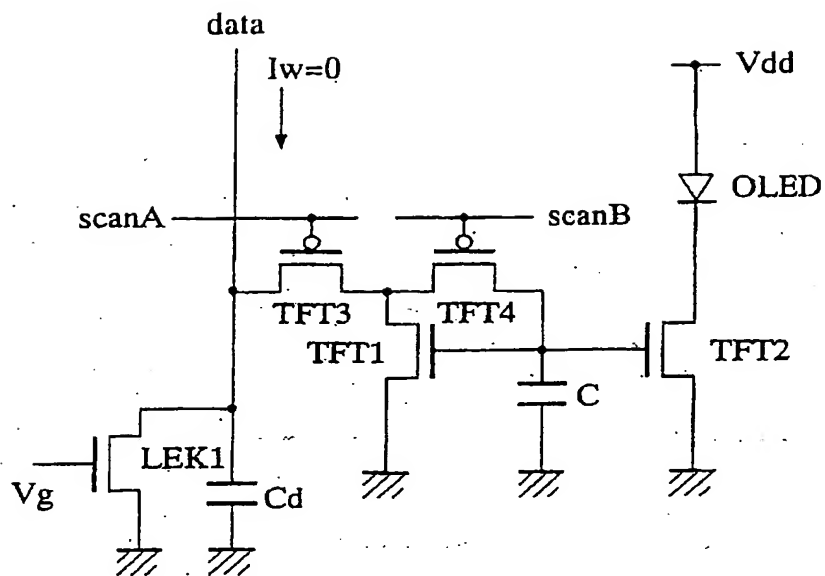 data
Iw=0
Vdd
OLED
scanA
scanB
TFT3
TFT4
TFT1
TFT2
C
LEK1
Vg
Cd